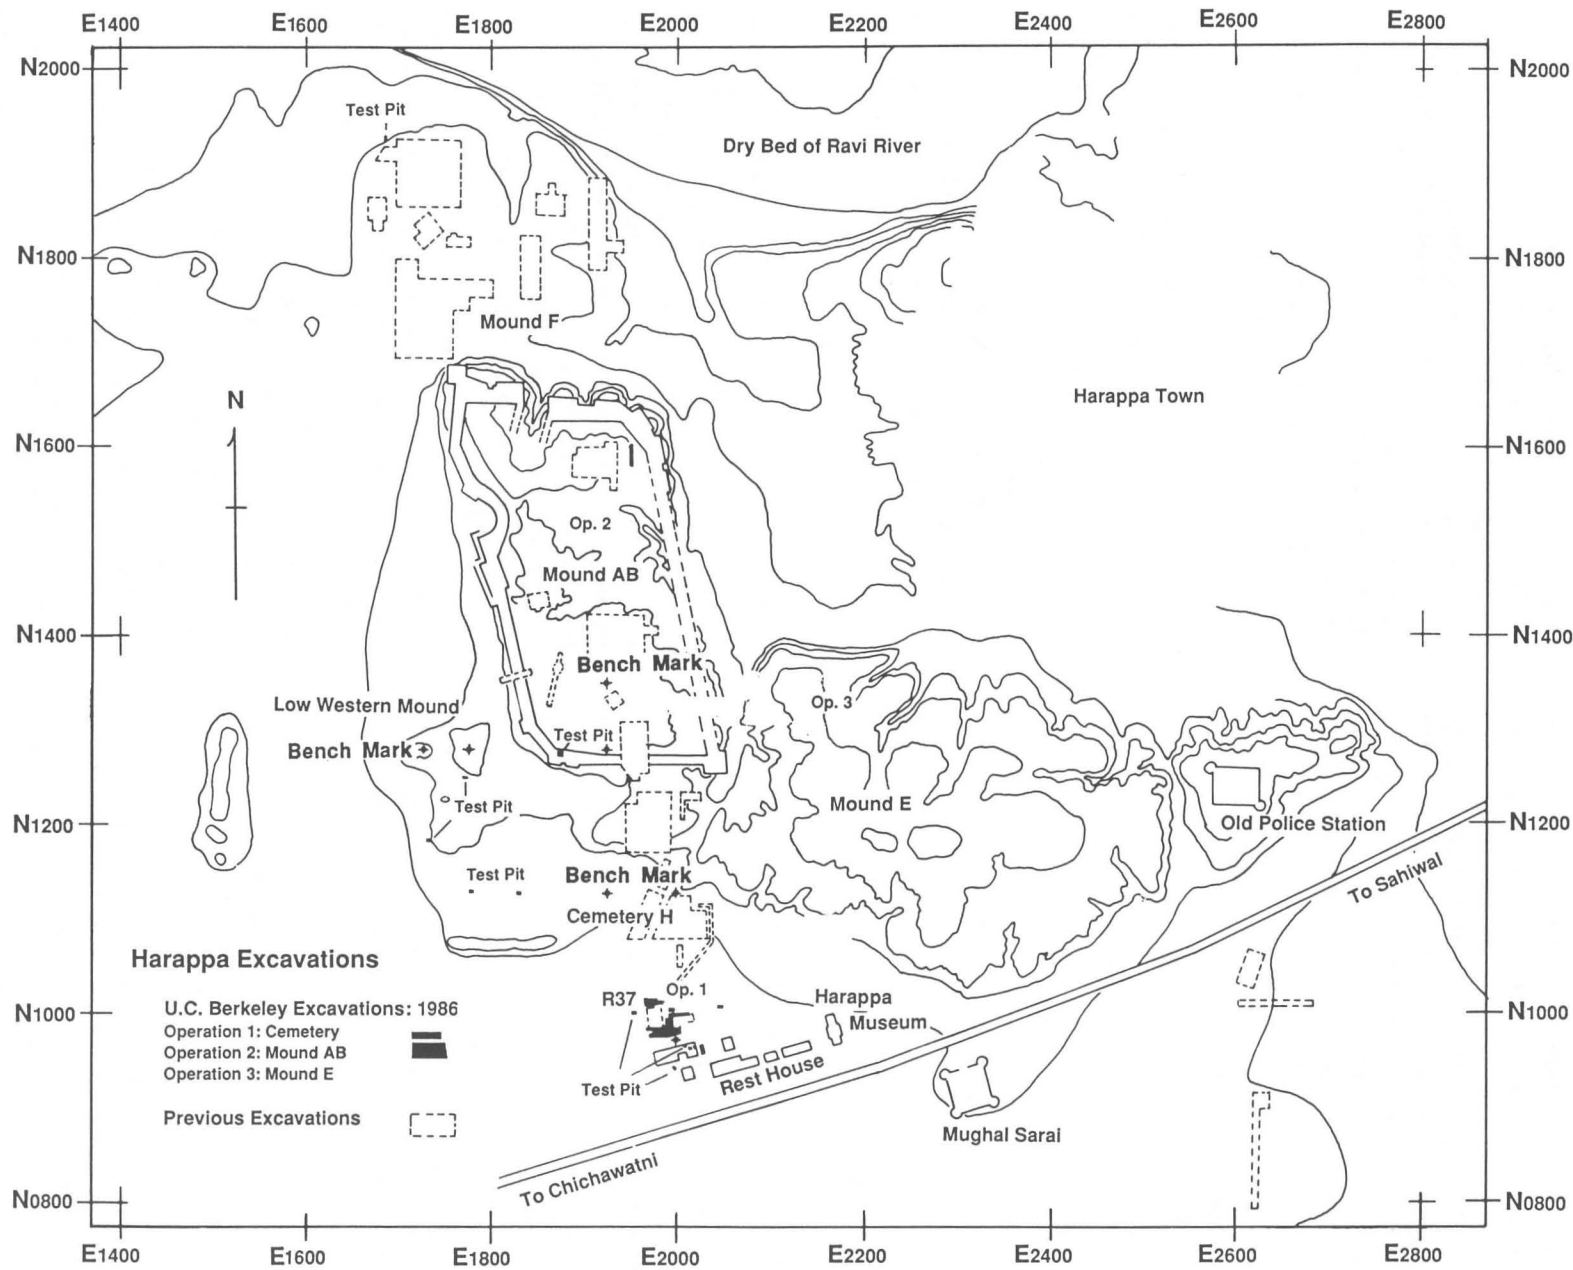 E1400 E1600 E1800 E2000 E2200 E2400 E2600 E2800
N2000 N2000
Test Pit
Dry Bed of Ravi River
N1800 N1800
Mound F
Harappa Town
N
N1600 N1600
Op. 2
Mound AB
N1400 N1400
Bench Mark
Op. 3
Low Western Mound
Test Pit
Bench Mark
Mound E
Test Pit
N1200 N1200
Old Police Station
To Sahiwal
Test Pit
Bench Mark
Cemetery H
Harappa Excavations
Op. 1
R37
Harappa
Museum
U.C. Berkeley Excavations: 1986
N1000 N1000
Operation 1: Cemetery
Operation 2: Mound AB
Operation 3: Mound E
Rest House
Test Pit
Previous Excavations
Mughal Sarai
To Chichawatni
N0800 N0800
E1400 E1600 E1800 E2000 E2200 E2400 E2600 E2800